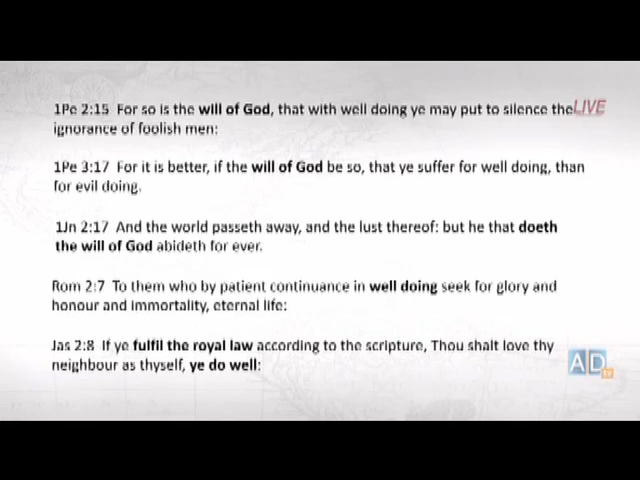 1Pe 2:15 For so is the will of God, that with well doing ye may put to silence the
LIVE
ignorance of foolish men:
1Pe 3:17 For it is better, if the will of God be so, that ye suffer for well doing, than
for evil doing.
1Jn 2:17 And the world passeth away, and the lust thereof: but he that doeth
the will of God abideth for ever.
Rom 2:7 To them who by patient continuance in well doing seek for glory and
honour and immortality, eternal life:
Jas 2:8 If ye fulfil the royal law according to the scripture, Thou shalt love thy
neighbour as thyself, ye do well:
AD
tv